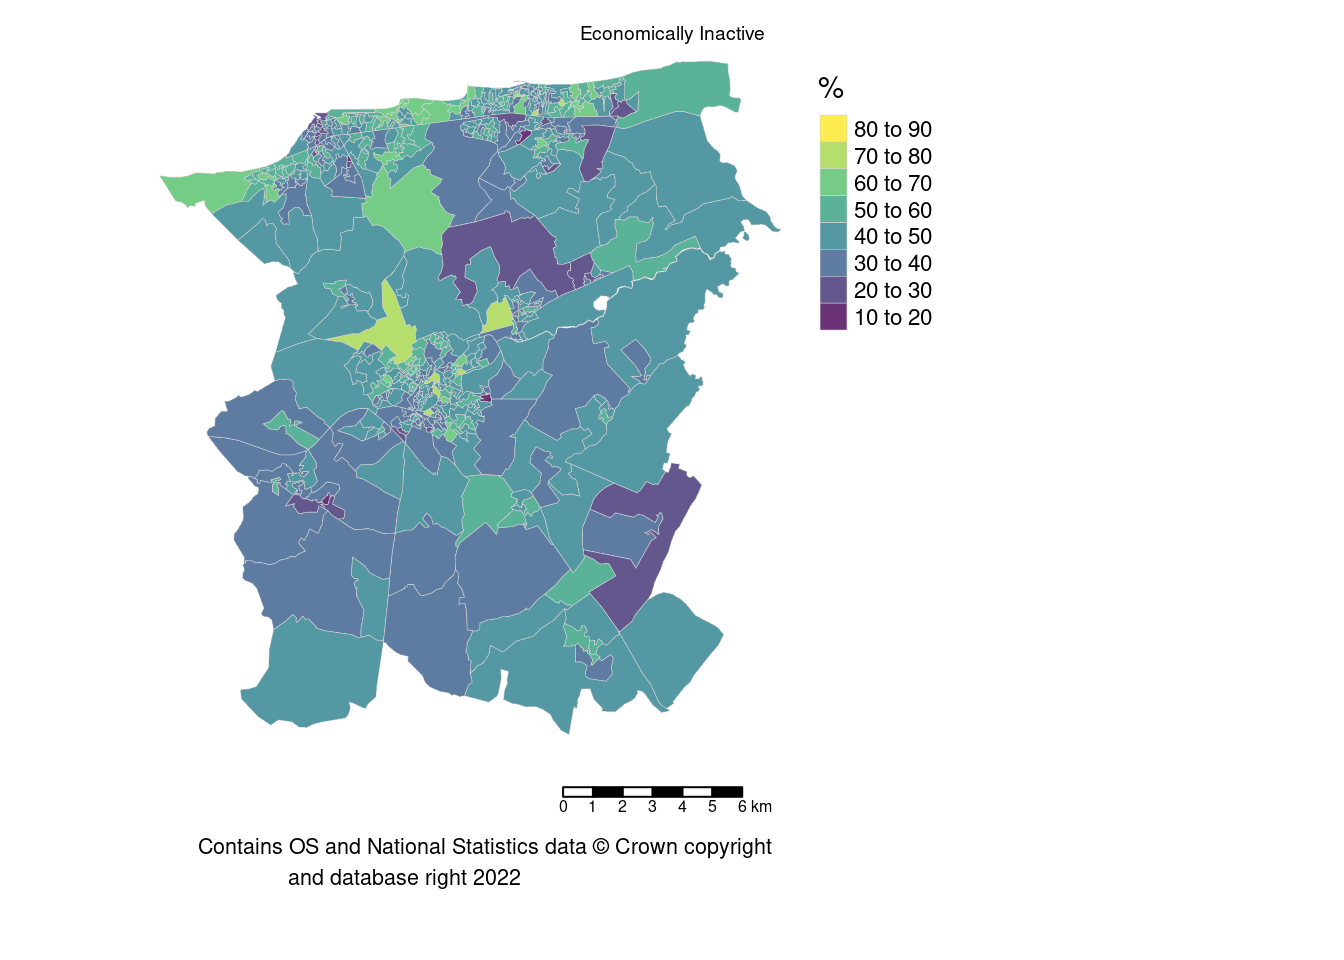 Economically Inactive
%
80 to 90
70 to 80
60 to 70
50 to 60
40 to 50
30 to 40
20 to 30
10 to 20
0 1 2 3 4 5 6 km
Contains OS and National Statistics data © Crown copyright
and database right 2022